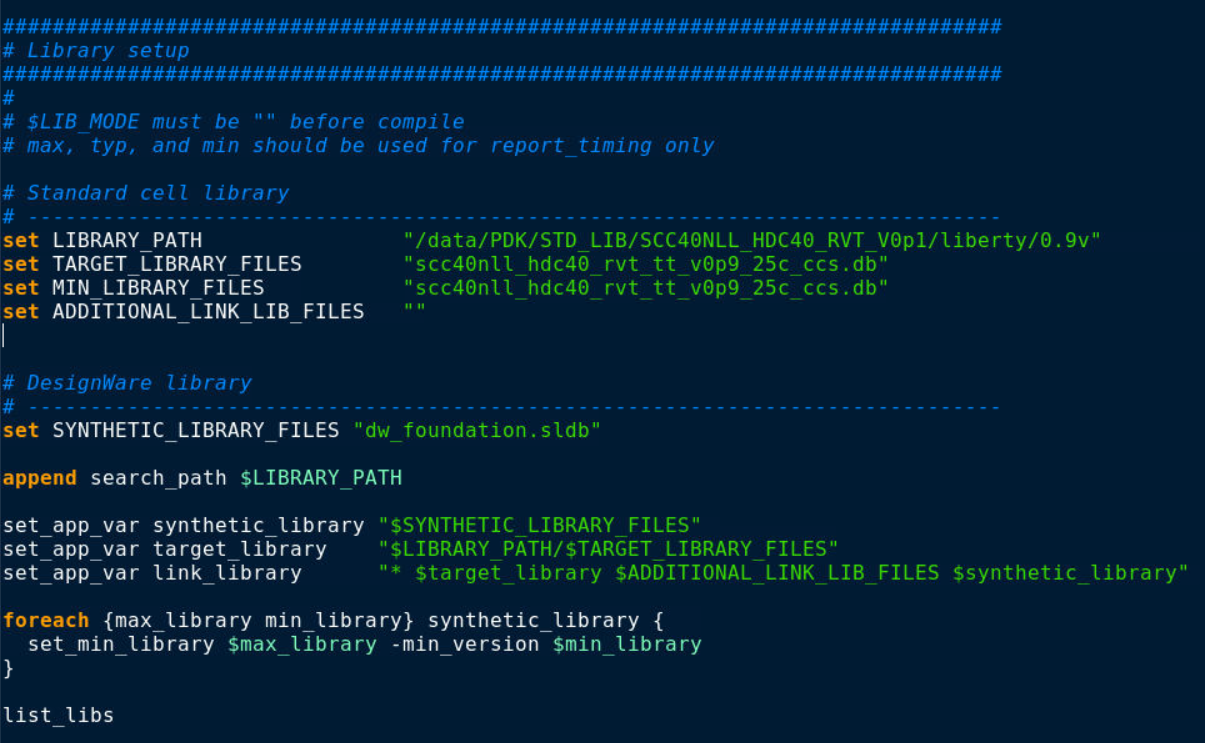 ################################################################################
# Library setup
################################################################################
#
# $LIB_MODE must be "" before compile
# max, typ, and min should be used for report_timing only
# Standard cell library
# ------------------------------------------------------------------------------
set LIBRARY_PATH                "/data/PDK/STD_LIB/SCC40NLL_HDC40_RVT_V0p1/liberty/0.9v"
set TARGET_LIBRARY_FILES        "scc40nll_hdc40_rvt_tt_v0p9_25c_ccs.db"
set MIN_LIBRARY_FILES           "scc40nll_hdc40_rvt_tt_v0p9_25c_ccs.db"
set ADDITIONAL_LINK_LIB_FILES   ""
# DesignWare library
# ------------------------------------------------------------------------------
set SYNTHETIC_LIBRARY_FILES "dw_foundation.sldb"
append search_path $LIBRARY_PATH
set_app_var synthetic_library "$SYNTHETIC_LIBRARY_FILES"
set_app_var target_library    "$LIBRARY_PATH/$TARGET_LIBRARY_FILES"
set_app_var link_library      "* $target_library $ADDITIONAL_LINK_LIB_FILES $synthetic_library"
foreach {max_library min_library} synthetic_library {
  set_min_library $max_library -min_version $min_library
}
list_libs